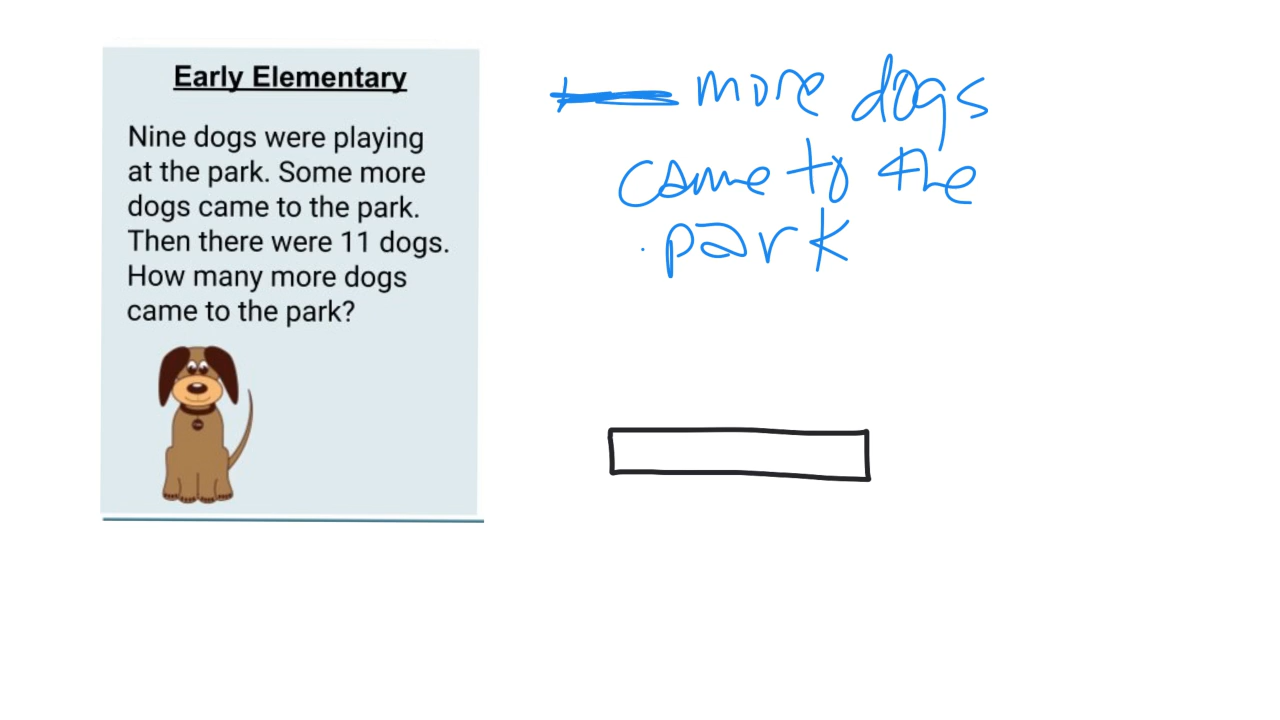 Early Elementary
Nine dogs were playing
at the park. Some more
dogs came to the park.
Then there were 11 dogs.
How many more dogs
came to the park?
more dogs
came to the
park